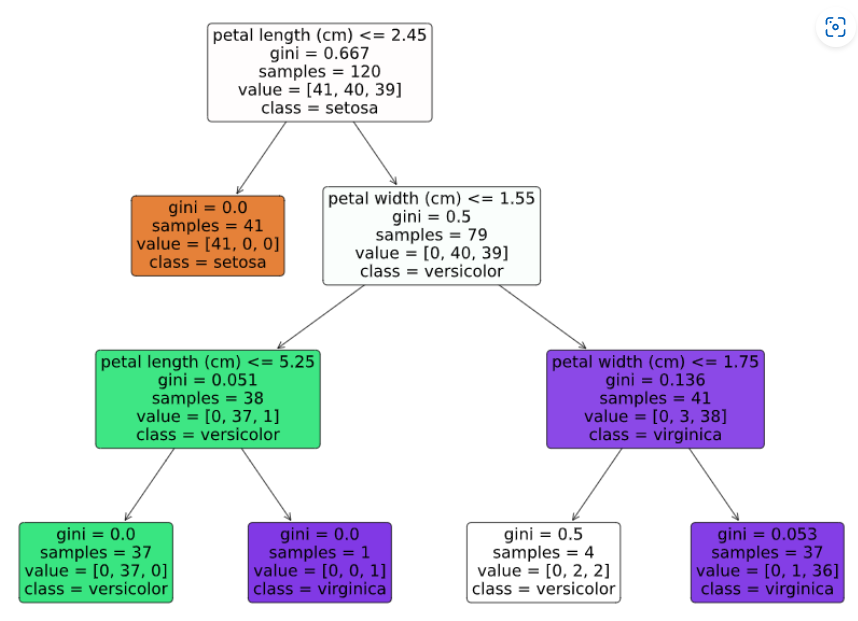 petal length (cm) <= 2.45
gini = 0.667
samples = 120
value = [41, 40, 39]
class = setosa
gini = 0.0
samples = 41
value = [41, 0, 0]
class = setosa
petal width (cm) <= 1.55
gini = 0.5
samples = 79
value = [0, 40, 39]
class = versicolor
petal length (cm) <= 5.25
gini = 0.051
samples = 38
value = [0, 37, 1]
class = versicolor
petal width (cm) <= 1.75
gini = 0.136
samples = 41
value = [0, 3, 38]
class = virginica
gini = 0.0
samples = 37
value = [0, 37, 0]
class = versicolor
gini = 0.0
samples = 1
value = [0, 0, 1]
class = virginica
gini = 0.5
samples = 4
value = [0, 2, 2]
class = versicolor
gini = 0.053
samples = 37
value = [0, 1, 36]
class = virginica